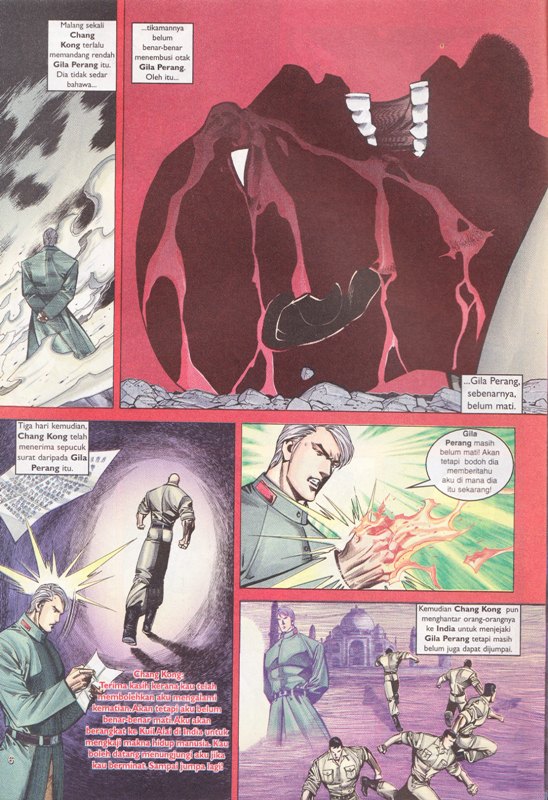 Malang sekali
Chang
Kong terlalu
memandang rendah
Gila Perang itu.
Dia tidak sedar
bahawa...
...tikamannya
belum
benar-benar
menembusi otak
Gila Perang.
Oleh itu...
...Gila Perang,
sebenarnya,
belum mati.
Tiga hari kemudian,
Chang Kong telah
menerima sepucuk
surat daripada Gila
Perang itu.
Chang Kong:
Terima kasih kerana kau telah
membolehkan aku mengalami
kematian. Akan tetapi aku belum
benar-benar mati. Aku akan
berangkat ke Kuil Alai di India untuk
mengkaji makna hidup manusia. Kau
boleh datang mengunjungi aku jika
kau berminat. Sampai jumpa lagi!
Gila
Perang masih
belum mati! Akan
tetapi bodoh dia
memberitahu
aku di mana dia
itu sekarang!
Kemudian Chang Kong pun
menghantar orang-orangnya
ke India untuk menjejaki
Gila Perang tetapi masih
belum juga dapat dijumpai.
6